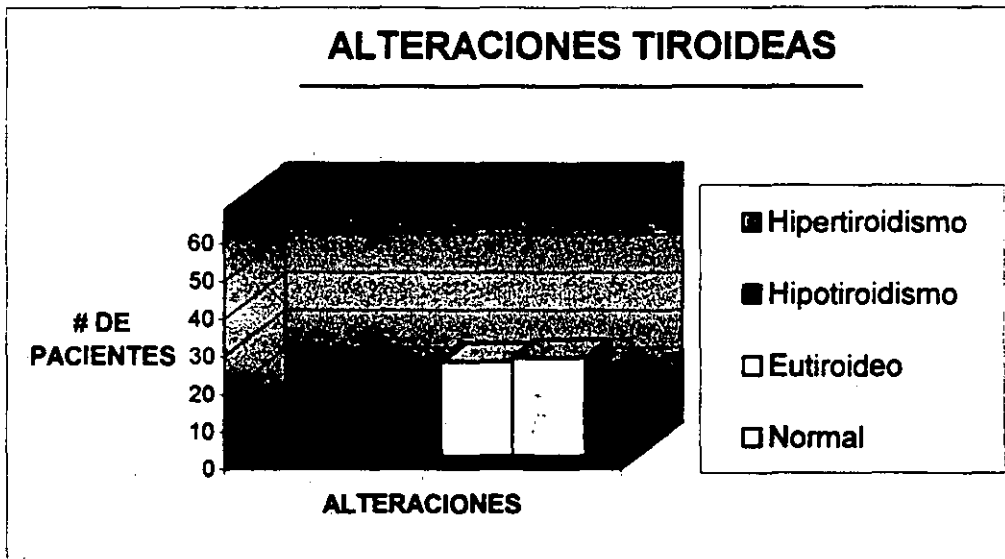 ALTERACIONES TIROIDEAS
60
50
40
30
20
10
0
# DE
PACIENTES
ALTERACIONES
Hipertiroidismo
Hipotiroidismo
Eutiroideo
Normal